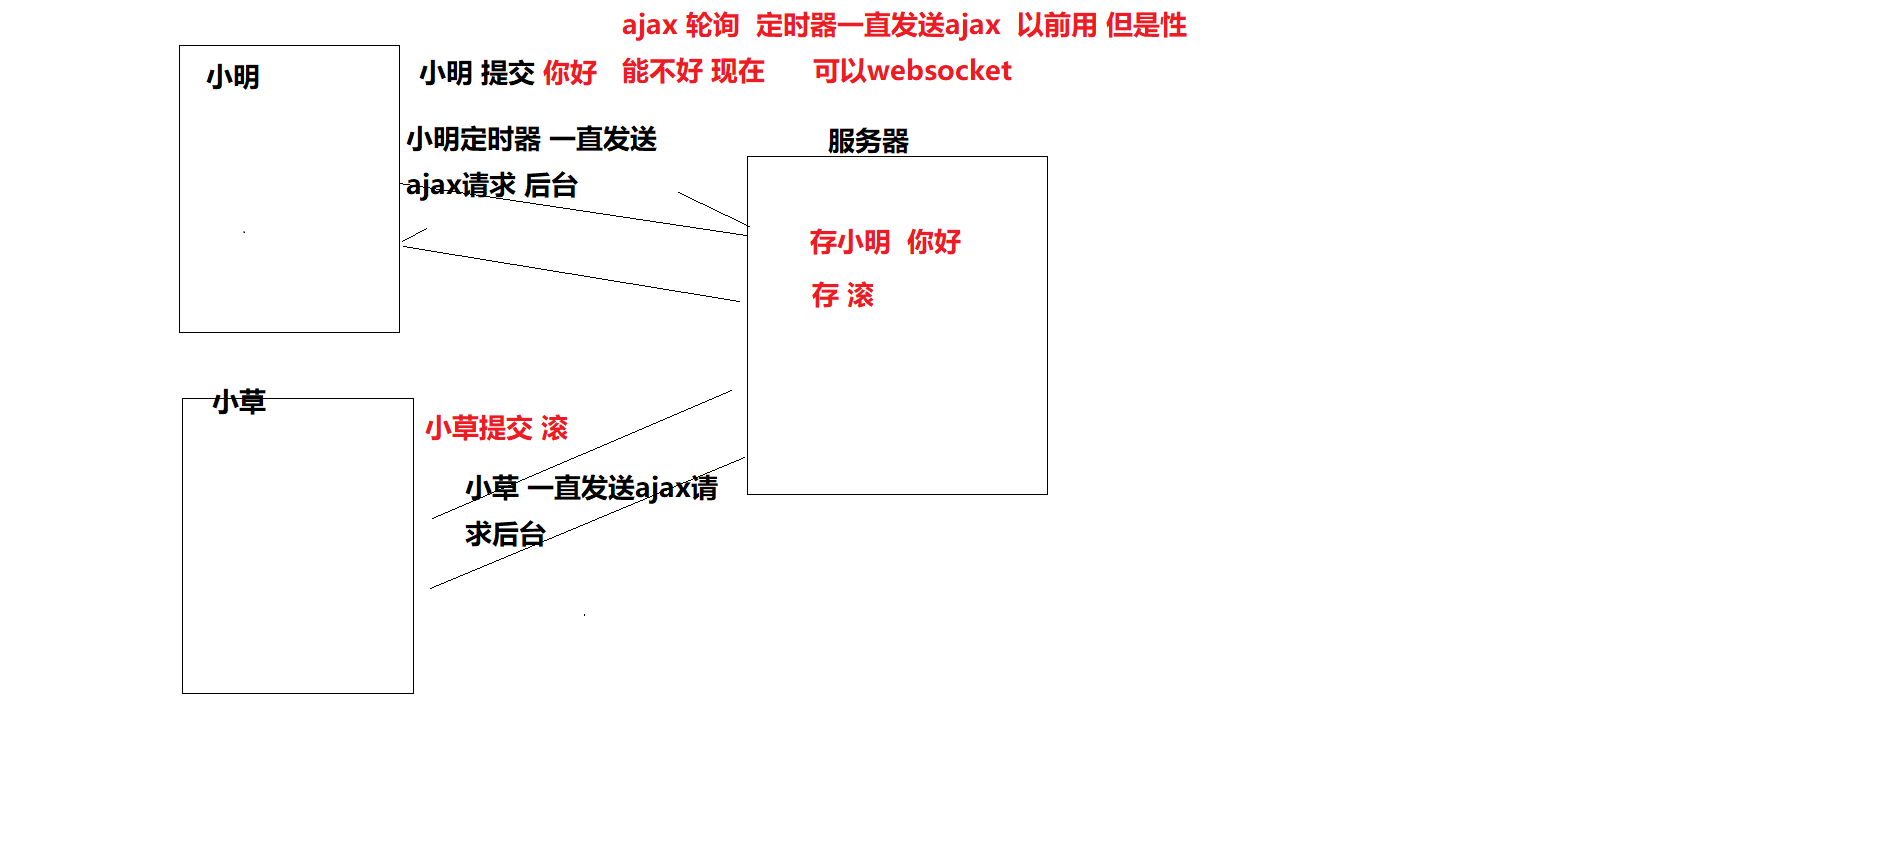 ajax 轮询  定时器一直发送ajax  以前用 但是性
能不好 现在      可以websocket
小明
小明 提交 你好
小明定时器 一直发送
ajax请求 后台
服务器
存小明  你好
存 滚
小草
小草提交 滚
小草 一直发送ajax请
求后台